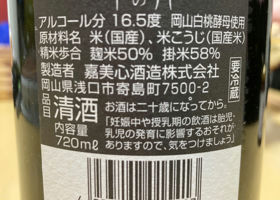 アルコール分 16.5度 岡山白桃酵母使用
原材料名 米(国産)、米こうじ(国産米)
精米歩合 麹米50% 掛米58%
製造者 嘉美心酒造株式会社
岡山県浅口市寄島町7500-2
要冷蔵
品目 清酒
内容量 720ml
お酒は二十歳になってから。
「妊娠中や授乳期の飲酒は胎児・
乳児の発育に影響するおそれが
ありますので、気をつけましょう」